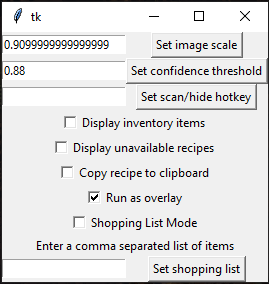 tk
0.9099999999999999 Set image scale
0.88 Set confidence threshold
Set scan/hide hotkey
Display inventory items
Display unavailable recipes
Copy recipe to clipboard
Run as overlay
Shopping List Mode
Enter a comma separated list of items
Set shopping list